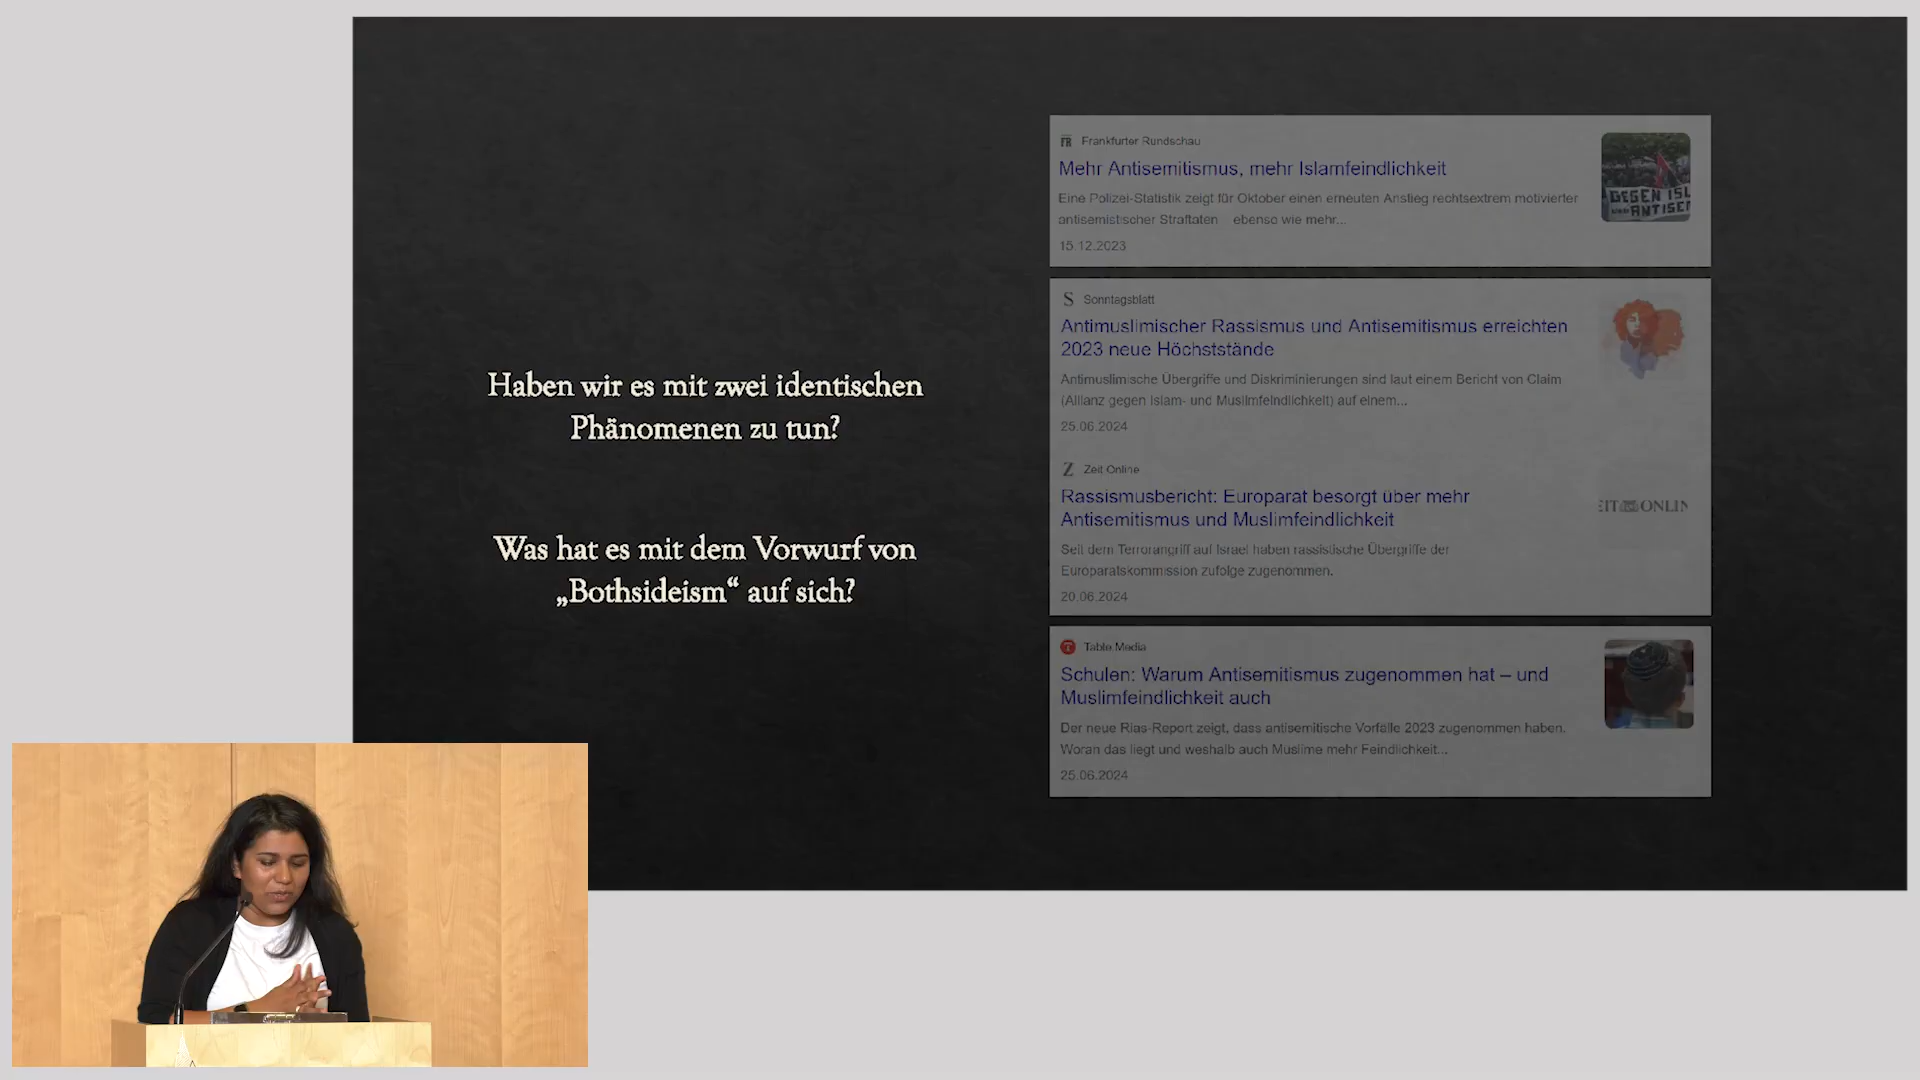 Haben wir es mit zwei identischen
Phänomenen zu tun?
Was hat es mit dem Vorwurf von
„Bothsideism“ auf sich?
FR Frankfurter Rundschau
Mehr Antisemitismus, mehr Islamfeindlichkeit
Eine Polizei-Statistik zeigt für Oktober einen erneuten Anstieg rechtsextrem motivierter
antisemistischer Straftaten ebenso wie mehr...
15.12.2023
GEGEN ISL
ANTISEM
S Sonntagsblatt
Antimuslimischer Rassismus und Antisemitismus erreichten
2023 neue Höchststände
Antimuslimische Übergriffe und Diskriminierungen sind laut einem Bericht von Claim
(Allianz gegen Islam- und Muslimfeindlichkeit) auf einem...
25.06.2024
Z Zeit Online
Rassismusbericht: Europarat besorgt über mehr
Antisemitismus und Muslimfeindlichkeit
Seit dem Terrorangriff auf Israel haben rassistische Übergriffe der
Europaratskommission zufolge zugenommen.
20.06.2024
EIT ONLIN
T Table.Media
Schulen: Warum Antisemitismus zugenommen hat – und
Muslimfeindlichkeit auch
Der neue Rias-Report zeigt, dass antisemitische Vorfälle 2023 zugenommen haben.
Woran das liegt und weshalb auch Muslime mehr Feindlichkeit...
25.06.2024